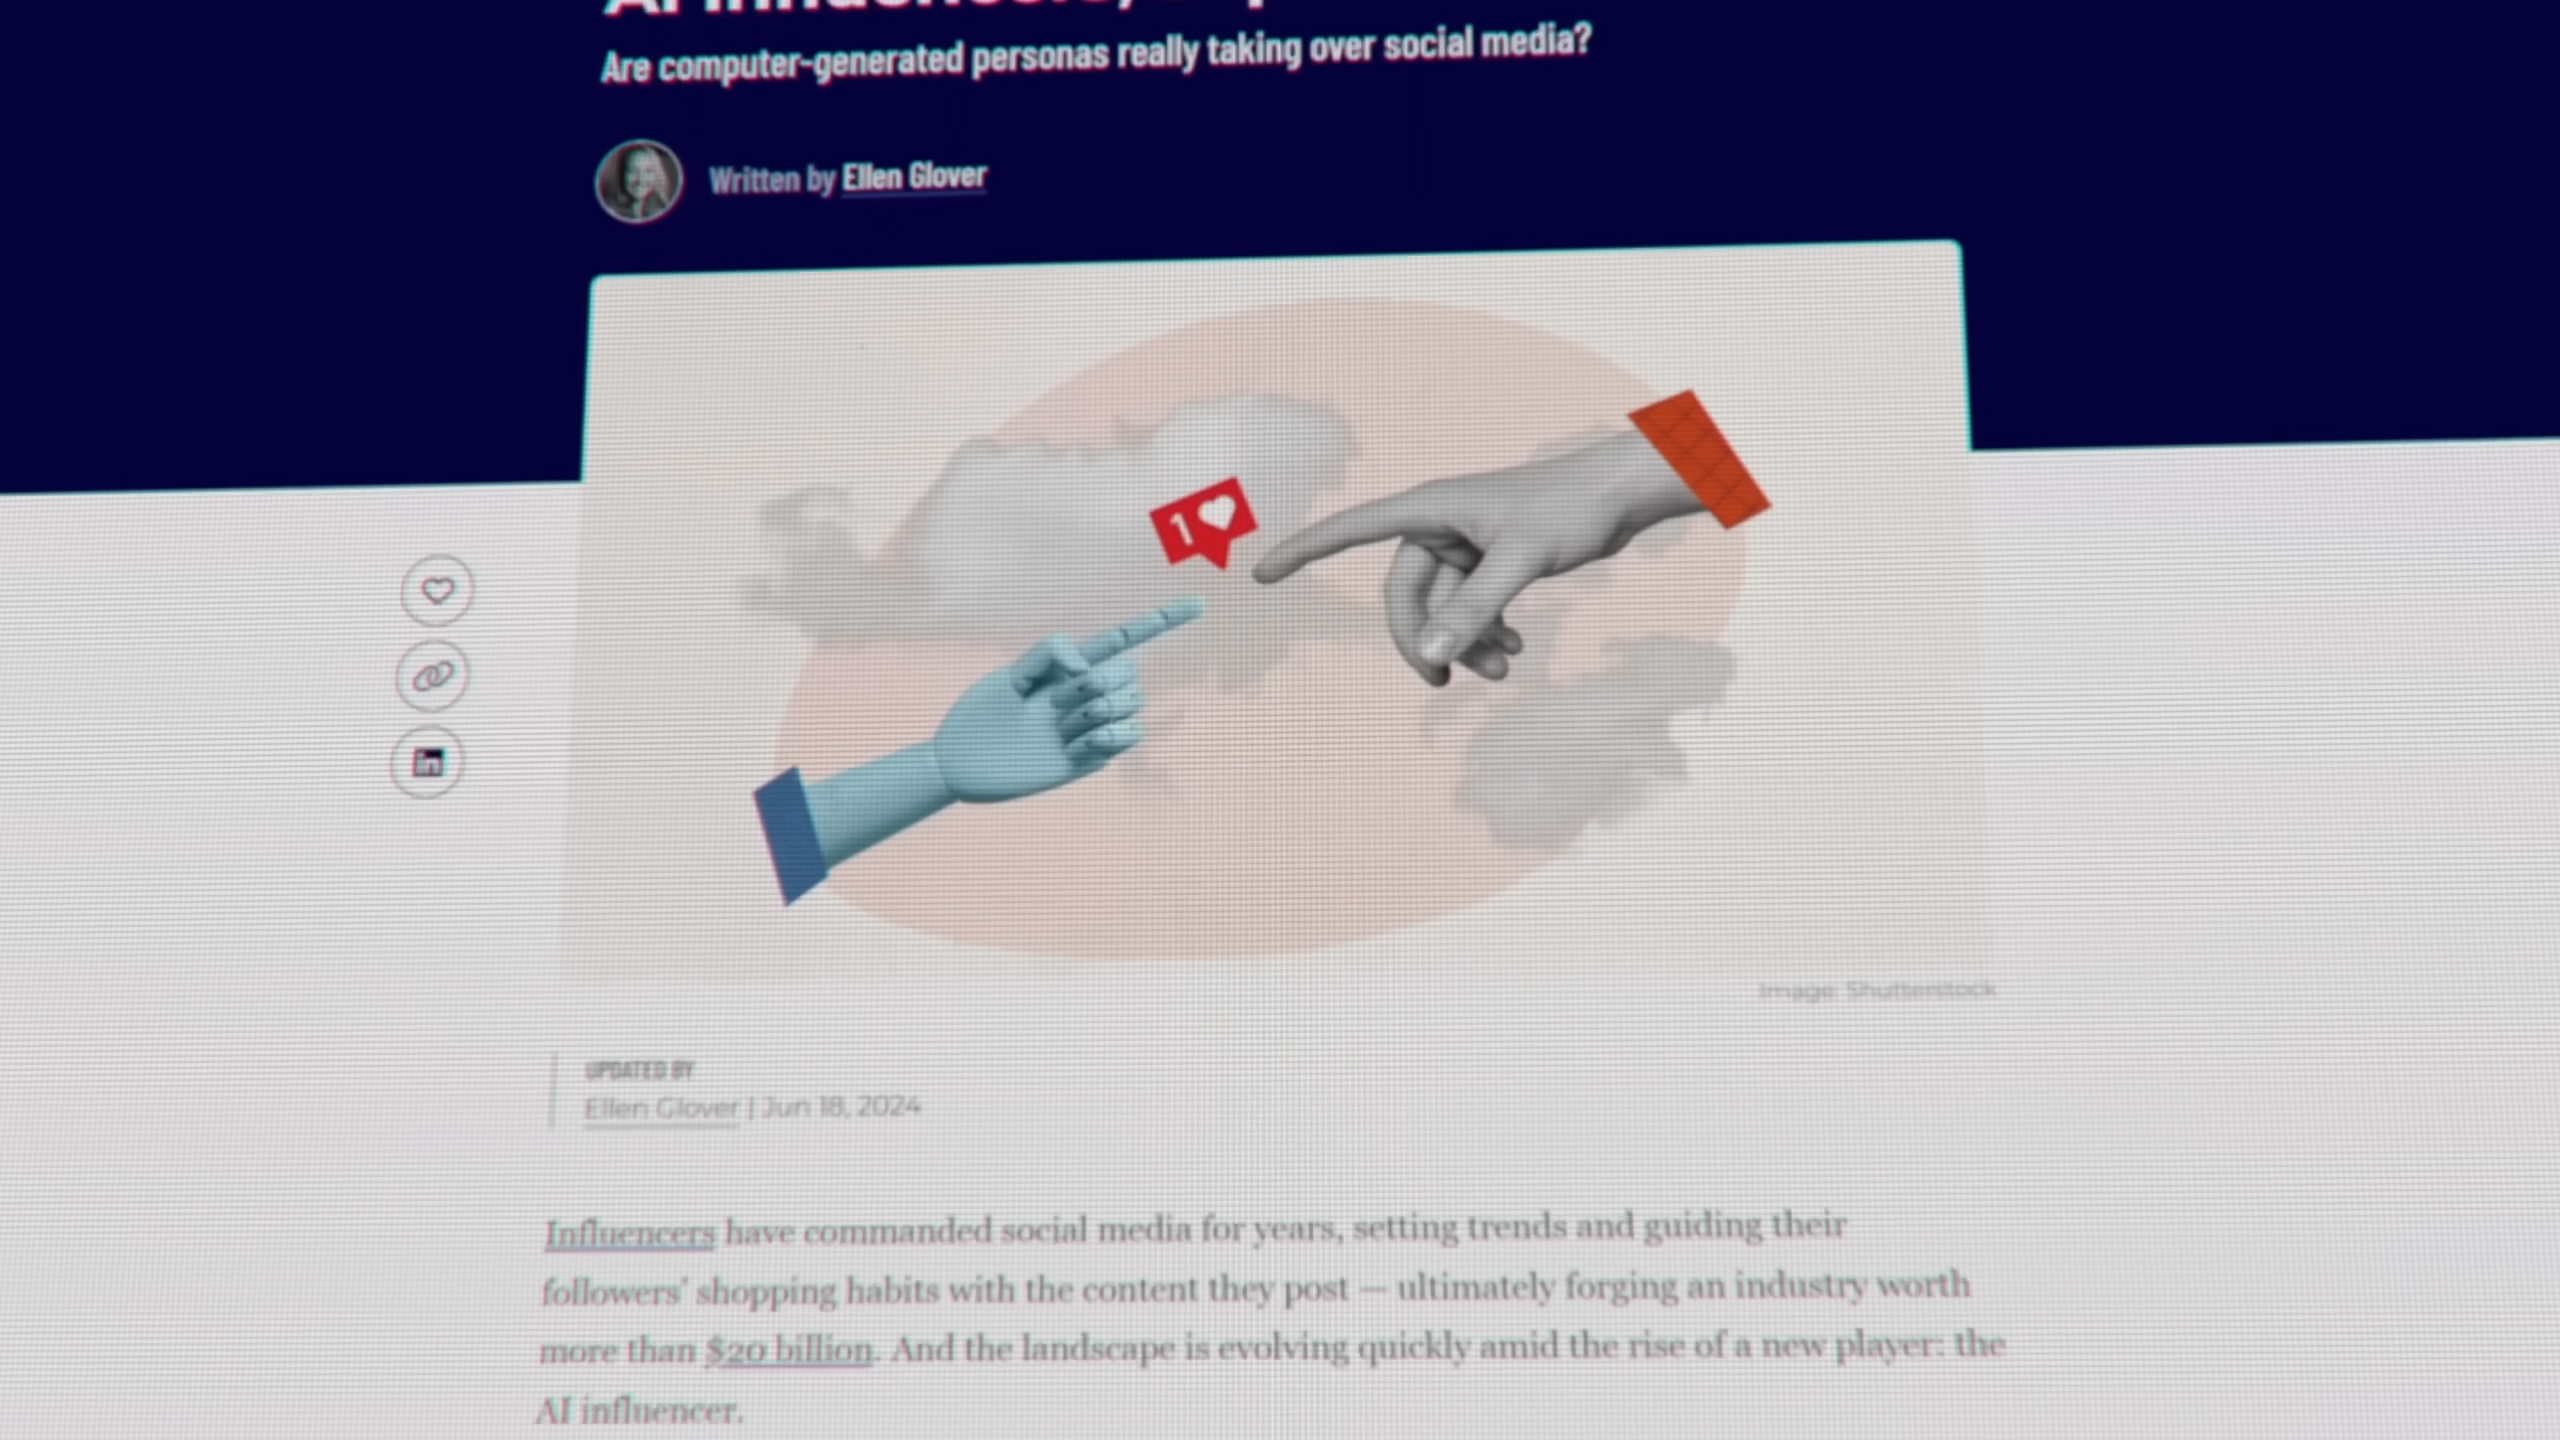 AI Influencers,
Are computer-generated personas really taking over social media?
Written by Ellen Glover
1
in
Image: Shutterstock
UPDATED BY
Ellen Glover | Jun 18, 2024
Influencers have commanded social media for years, setting trends and guiding their
followers' shopping habits with the content they post — ultimately forging an industry worth
more than $20 billion. And the landscape is evolving quickly amid the rise of a new player: the
AI influencer.